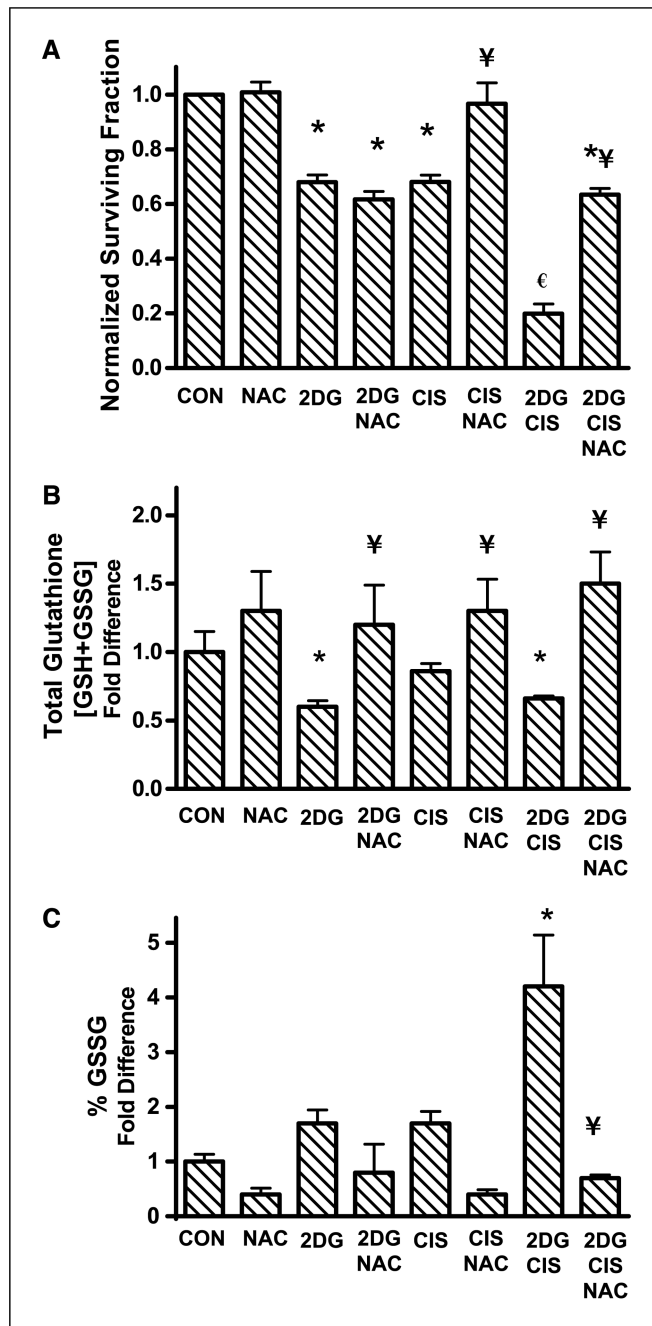 A
Normalized Surviving Fraction
1.0
0.8
0.6
0.4
0.2
0.0
* * * ¥ € *¥
CON NAC 2DG 2DG NAC CIS CIS NAC 2DG CIS 2DG CIS NAC
B
Total Glutathione
[GSH+GSSG]
Fold Difference
2.0
1.5
1.0
0.5
0.0
* ¥ ¥ * ¥
CON NAC 2DG 2DG NAC CIS CIS NAC 2DG CIS 2DG CIS NAC
C
% GSSG
Fold Difference
5
4
3
2
1
0
* ¥
CON NAC 2DG 2DG NAC CIS CIS NAC 2DG CIS 2DG CIS NAC